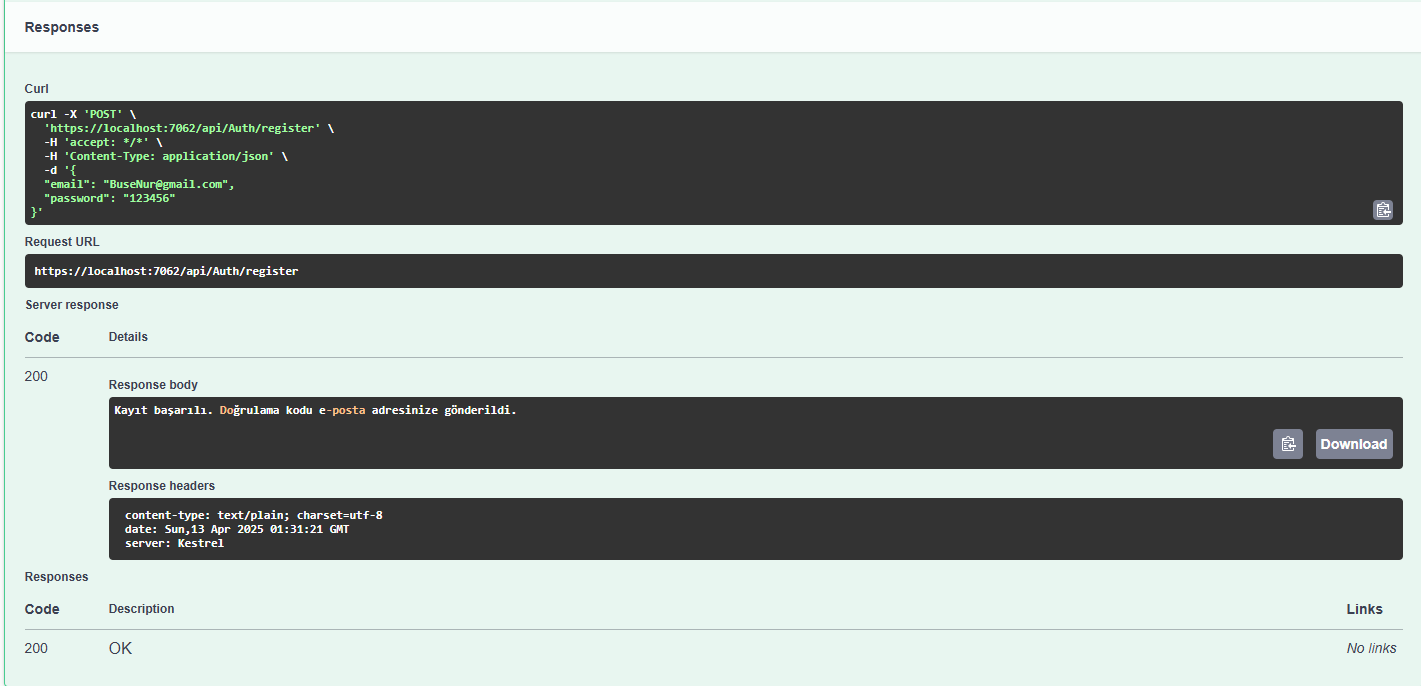 Responses
Curl
curl -X 'POST' \
'https://localhost:7062/api/Auth/register' \
-H 'accept: */*' \
-H 'Content-Type: application/json' \
-d '{
"email": "BuseNur@gmail.com",
"password": "123456"
}'
Request URL
https://localhost:7062/api/Auth/register
Server response
Code Details
200
Response body
Kayıt başarılı. Doğrulama kodu e-posta adresinize gönderildi.
Download
Response headers
content-type: text/plain; charset=utf-8
date: Sun,13 Apr 2025 01:31:21 GMT
server: Kestrel
Responses
Code Description Links
200 OK No links